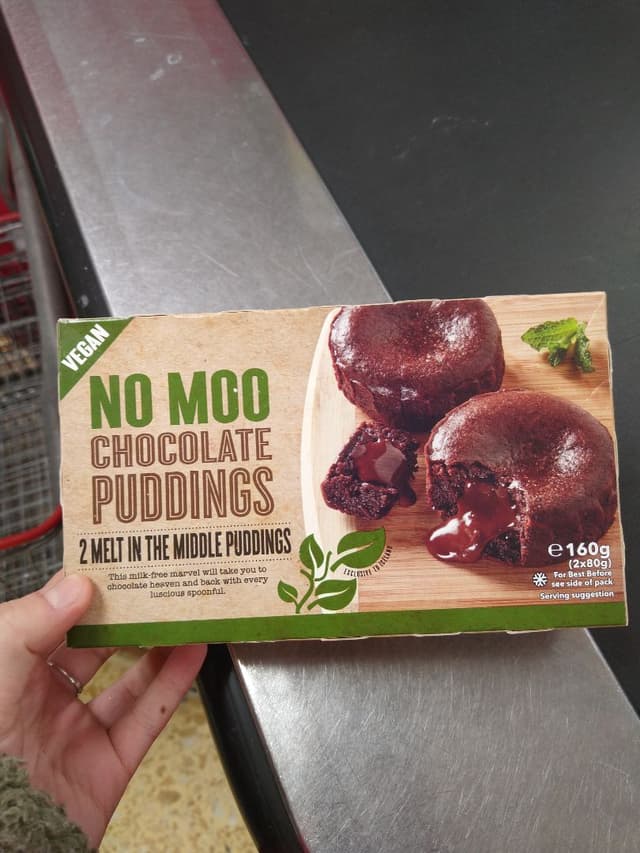 VEGAN
NO MOO
CHOCOLATE
PUDDINGS
2 MELT IN THE MIDDLE PUDDINGS
This milk-free marvel will take you to
chocolate heaven and back with every
luscious spoonful.
EXCLUSIVE TO ICELAND
℮160g
(2x80g)
For Best Before
see side of pack
Serving suggestion